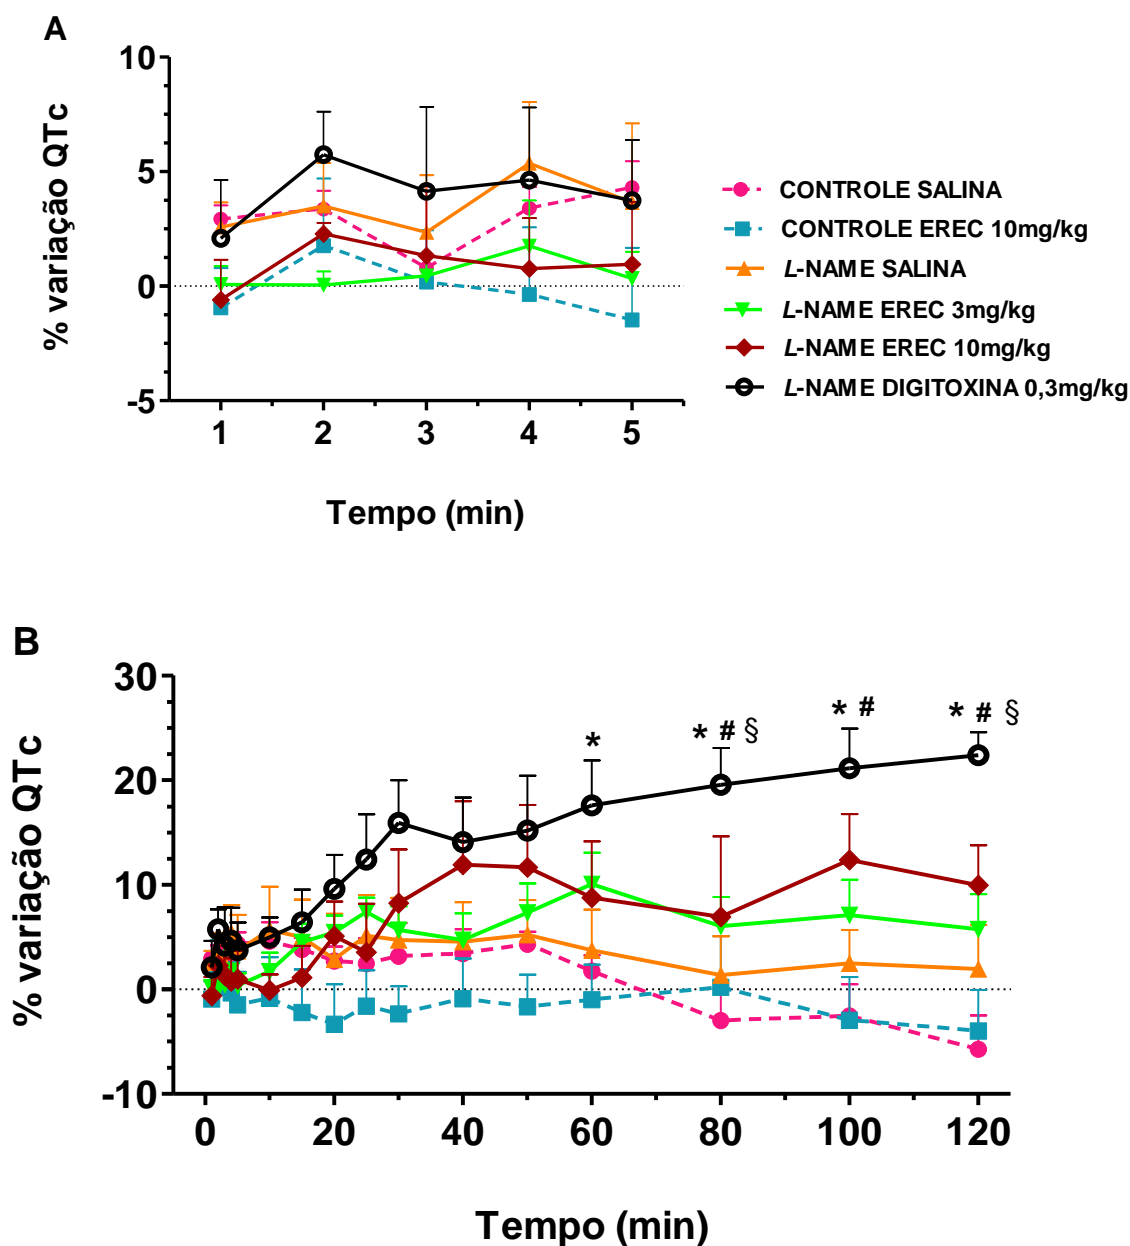 A
% variação QTc
10
5
0
-5
1 2 3 4 5
Tempo (min)
CONTROLE SALINA
CONTROLE EREC 10mg/kg
L-NAME SALINA
L-NAME EREC 3mg/kg
L-NAME EREC 10mg/kg
L-NAME DIGITOXINA 0,3mg/kg
B
% variação QTc
30
20
10
0
-10
*
* # §
* #
* # §
0 20 40 60 80 100 120
Tempo (min)